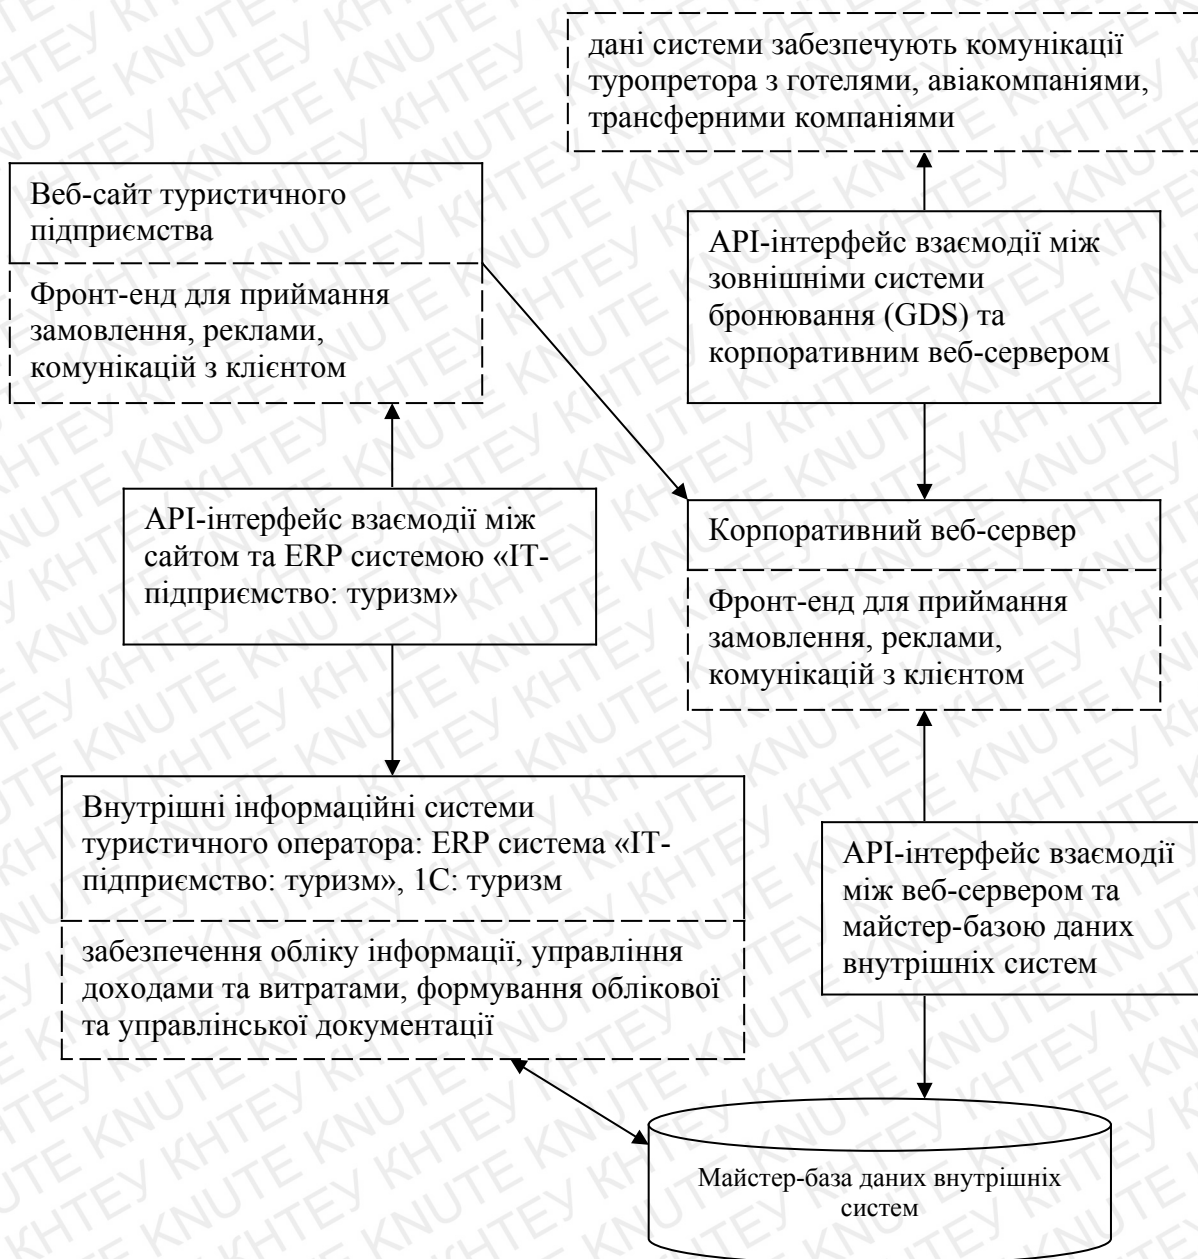 дані системи забезпечують комунікації
туропретора з готелями, авіакомпаніями,
трансферними компаніями
Веб-сайт туристичного
підприємства
Фронт-енд для приймання
замовлення, реклами,
комунікацій з клієнтом
API-інтерфейс взаємодії між
зовнішніми системи
бронювання (GDS) та
корпоративним веб-сервером
API-інтерфейс взаємодії між
сайтом та ERP системою «ІТ-
підприємство: туризм»
Корпоративний веб-сервер
Фронт-енд для приймання
замовлення, реклами,
комунікацій з клієнтом
Внутрішні інформаційні системи
туристичного оператора: ERP система «ІТ-
підприємство: туризм», 1С: туризм
забезпечення обліку інформації, управління
доходами та витратами, формування облікової
та управлінської документації
API-інтерфейс взаємодії
між веб-сервером та
майстер-базою даних
внутрішніх систем
Майстер-база даних внутрішніх
систем